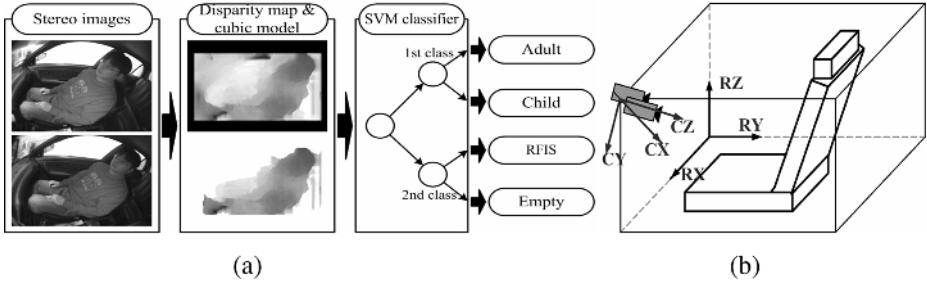 Stereo images
Disparity map &
cubic model
SVM classifier
1st class
2nd class
Adult
Child
RFIS
Empty
RZ
RY
RX
CZ
CX
CY
(a)
(b)